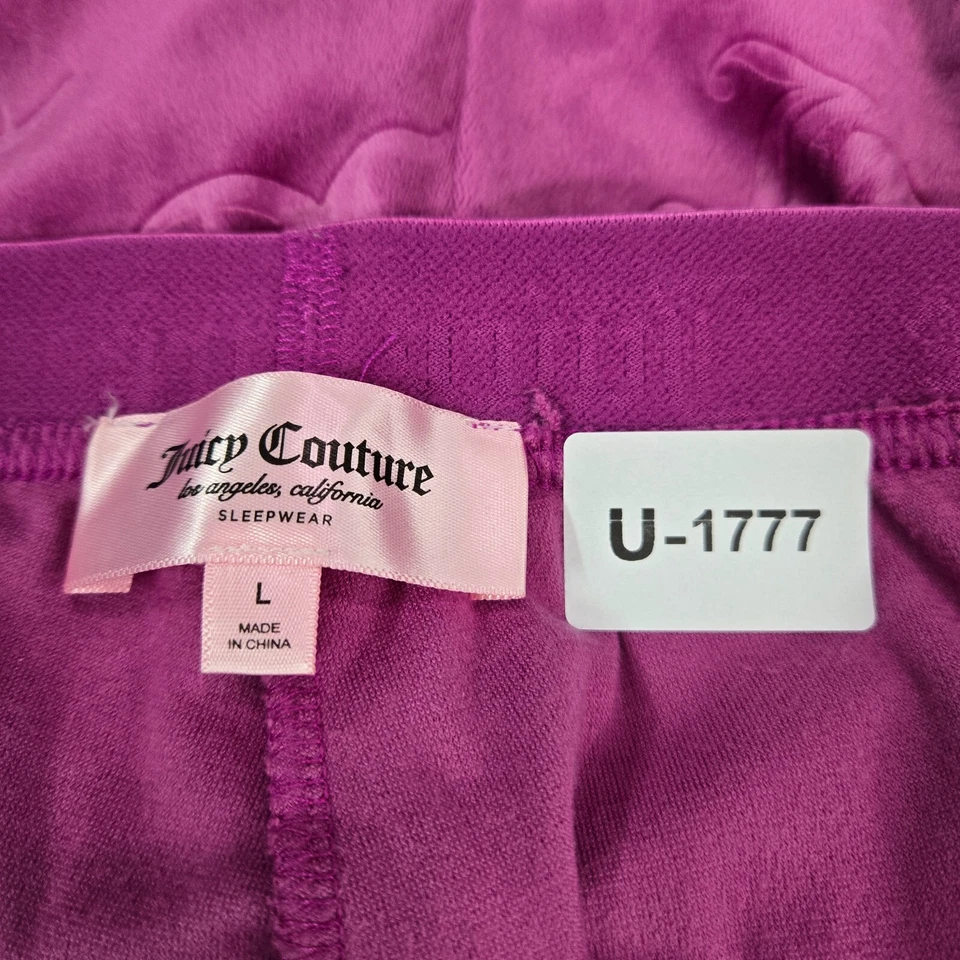 Juicy Couture
los angeles, california
SLEEPWEAR
L
MADE
IN CHINA
U-1777